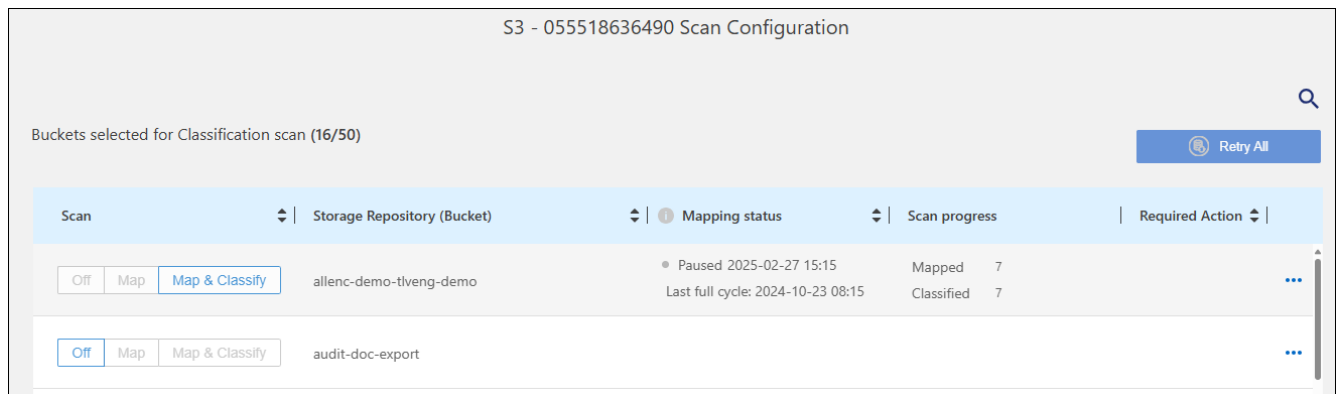 S3 - 055518636490 Scan Configuration
Buckets selected for Classification scan (16/50)
Retry All
Scan Storage Repository (Bucket) Mapping status Scan progress Required Action
Off Map Map & Classify allenc-demo-tlveng-demo Paused 2025-02-27 15:15 Mapped 7
Last full cycle: 2024-10-23 08:15 Classified 7
Off Map Map & Classify audit-doc-export